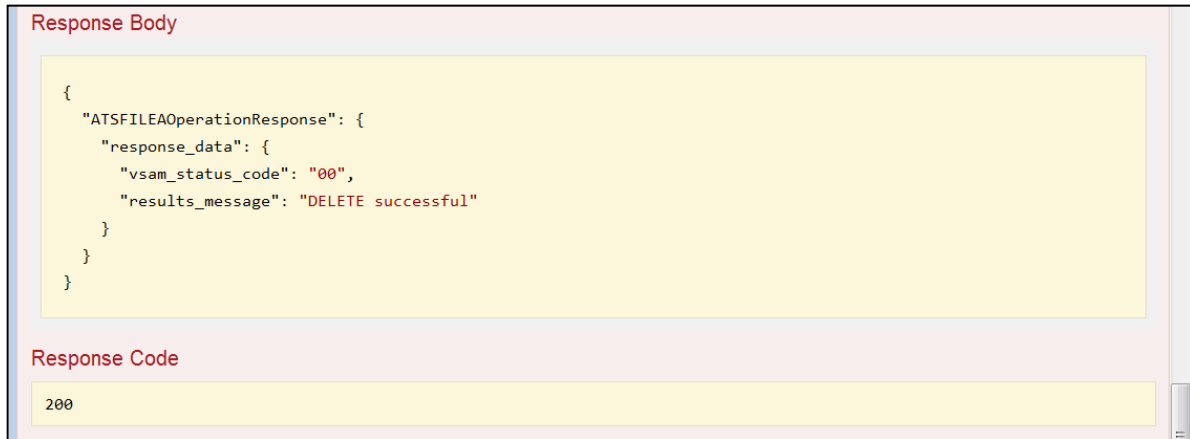 Response Body
{
"ATSFILEAOperationResponse": {
"response_data": {
"vsam_status_code": "00",
"results_message": "DELETE successful"
}
}
}
Response Code
200